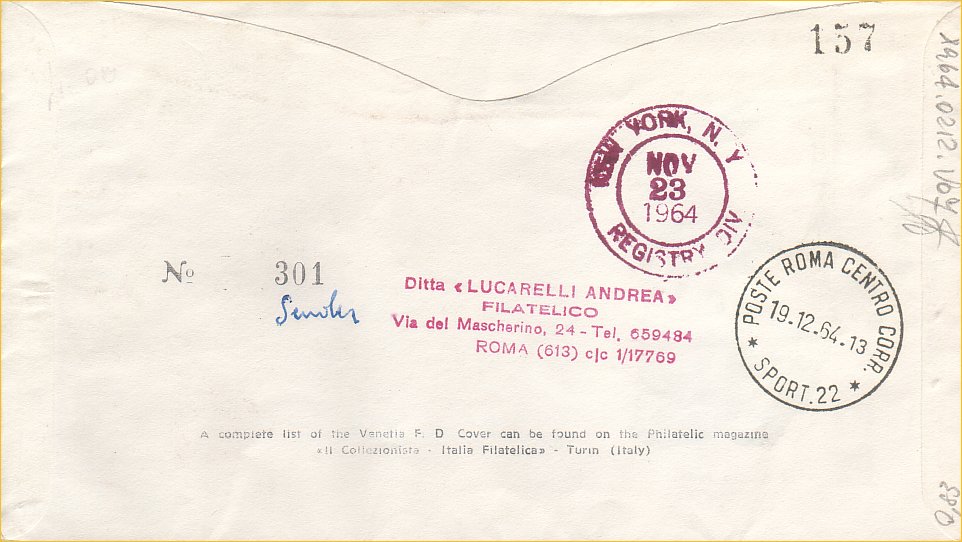 157
NEW YORK, N. Y.
NOV
23
1964
REGISTRY DIV
No 301
Sender
Ditta «LUCARELLI ANDREA»
FILATELICO
Via del Mascherino, 24 - Tel. 659484
ROMA (613) c/c 1/17769
* POSTE ROMA CENTRO CORR. *
19.12.64.13
SPORT.22
A complete list of the Venetia F. D Cover can be found on the Philatelic magazine
«Il Collezionista - Italia Filatelica» - Turin (Italy)